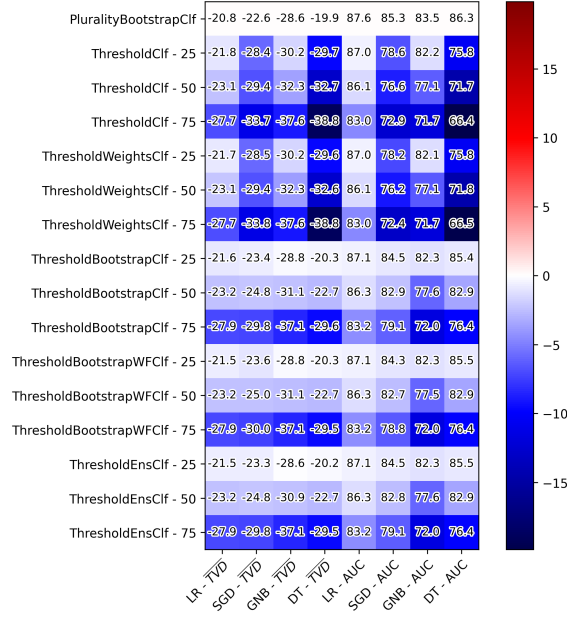 PluralityBootstrapClf -20.8 -22.6 -28.6 -19.9 87.6 85.3 83.5 86.3
ThresholdClf - 25 -21.8 -28.4 -30.2 -29.7 87.0 78.6 82.2 75.8
ThresholdClf - 50 -23.1 -29.4 -32.3 -32.7 86.1 76.6 77.1 71.7
ThresholdClf - 75 -27.7 -33.7 -37.6 -38.8 83.0 72.9 71.7 66.4
ThresholdWeightsClf - 25 -21.7 -28.5 -30.2 -29.6 87.0 78.2 82.1 75.8
ThresholdWeightsClf - 50 -23.1 -29.4 -32.3 -32.6 86.1 76.2 77.1 71.8
ThresholdWeightsClf - 75 -27.7 -33.8 -37.6 -38.8 83.0 72.4 71.7 66.5
ThresholdBootstrapClf - 25 -21.6 -23.4 -28.8 -20.3 87.1 84.5 82.3 85.4
ThresholdBootstrapClf - 50 -23.2 -24.8 -31.1 -22.7 86.3 82.9 77.6 82.9
ThresholdBootstrapClf - 75 -27.9 -29.8 -37.1 -29.6 83.2 79.1 72.0 76.4
ThresholdBootstrapWFClf - 25 -21.5 -23.6 -28.8 -20.3 87.1 84.3 82.3 85.5
ThresholdBootstrapWFClf - 50 -23.2 -25.0 -31.1 -22.7 86.3 82.7 77.5 82.9
ThresholdBootstrapWFClf - 75 -27.9 -30.0 -37.1 -29.5 83.2 78.8 72.0 76.4
ThresholdEnsClf - 25 -21.5 -23.3 -28.6 -20.2 87.1 84.5 82.3 85.5
ThresholdEnsClf - 50 -23.2 -24.8 -30.9 -22.7 86.3 82.8 77.6 82.9
ThresholdEnsClf - 75 -27.9 -29.8 -37.1 -29.5 83.2 79.1 72.0 76.4
LR - TVD
SGD - TVD
GNB - TVD
DT - TVD
LR - AUC
SGD - AUC
GNB - AUC
DT - AUC
15
10
5
0
−5
−10
−15